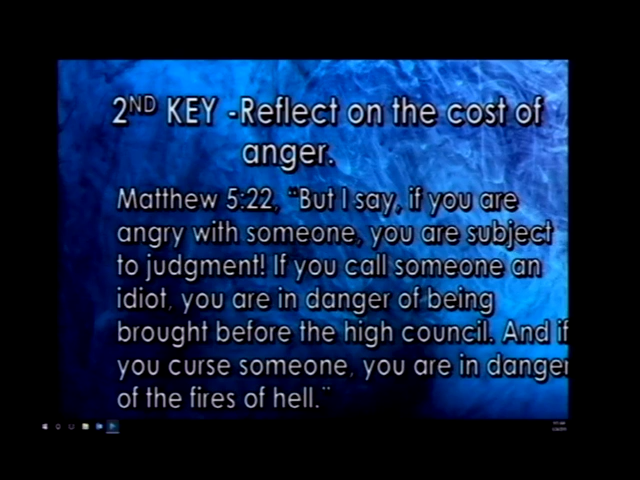 2ND KEY -Reflect on the cost of
anger.
Matthew 5:22, ¨But I say, if you are
angry with someone, you are subject
to judgment! If you call someone an
idiot, you are in danger of being
brought before the high council. And if
you curse someone, you are in danger
of the fires of hell.¨